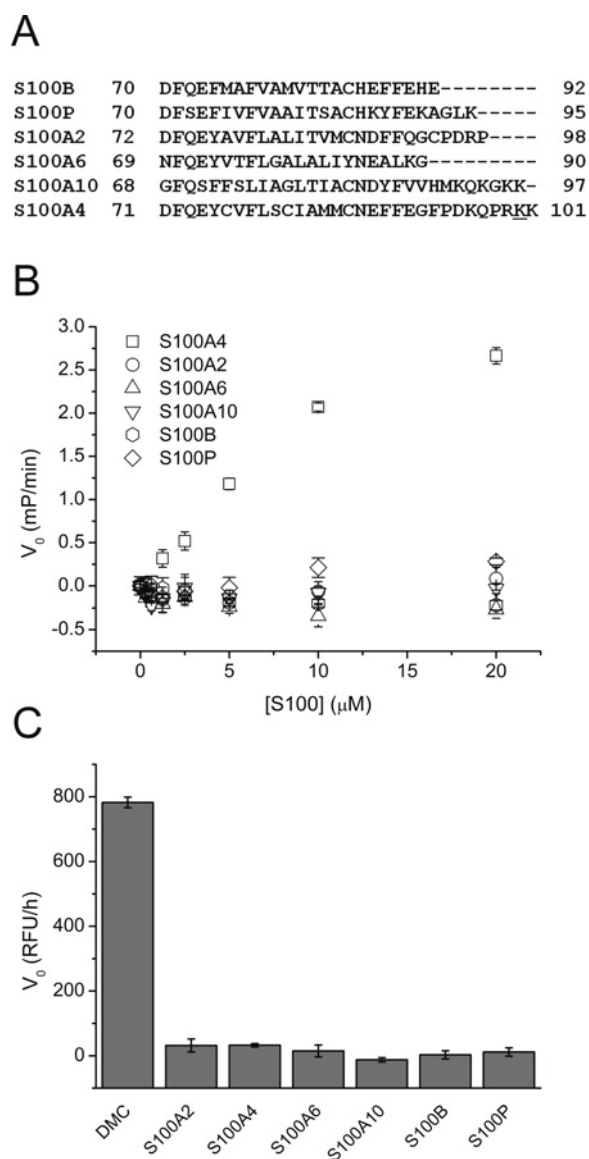 A
S100B 70 DFQEFMAFVAMVTTACHEFFEHE-------- 92
S100P 70 DFSEFIVFVAAITSACHKYFEKAGLK----- 95
S100A2 72 DFQEYAVFLALITVMCNDFFQGCPDRP---- 98
S100A6 69 NFQEYVTFLGALALIYNEALKG--------- 90
S100A10 68 GFQSFFSLIAGLTIACNDYFVVHMKQKGKK- 97
S100A4 71 DFQEYCVFLSCIAMMCNEFFEGFPDKQPRKK 101
B
3.0
2.5
2.0
1.5
1.0
0.5
0.0
-0.5
V0 (mP/min)
S100A4
S100A2
S100A6
S100A10
S100B
S100P
0 5 10 15 20
[S100] (μM)
C
800
600
400
200
0
V0 (RFU/h)
DMC S100A2 S100A4 S100A6 S100A10 S100B S100P